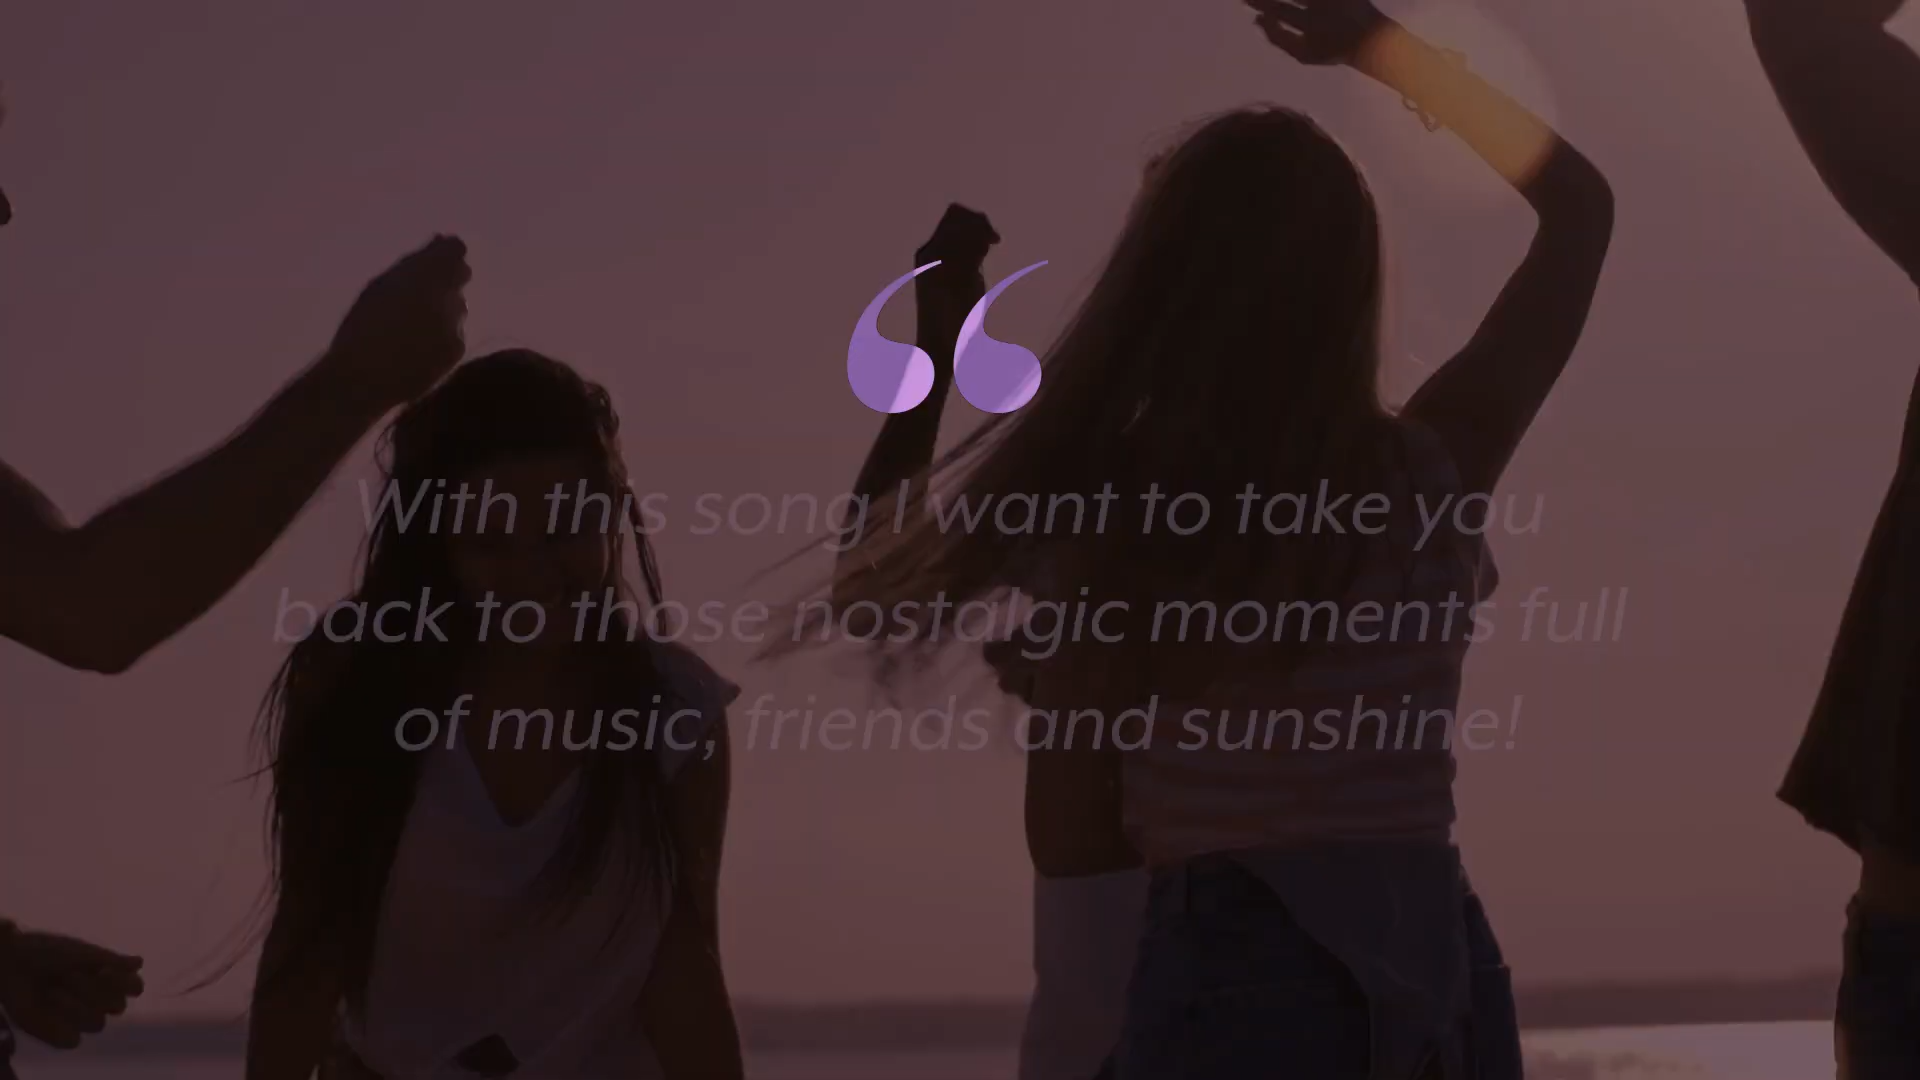 “
With this song I want to take you
back to those nostalgic moments full
of music, friends and sunshine!